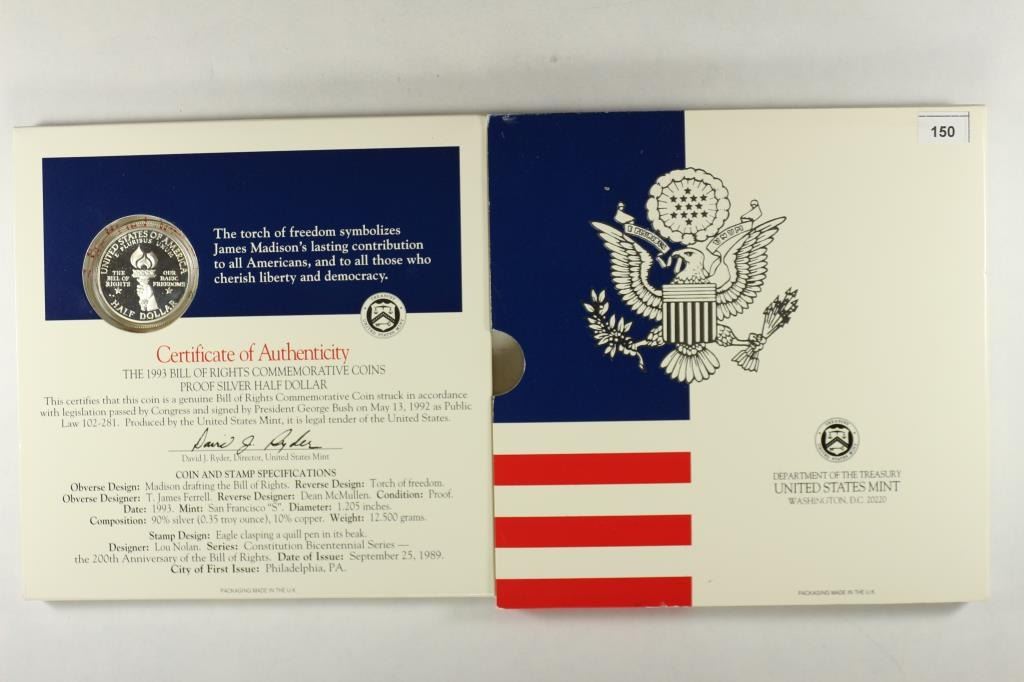 The torch of freedom symbolizes
James Madison's lasting contribution
to all Americans, and to all those who
cherish liberty and democracy.
UNITED STATES OF AMERICA
E PLURIBUS UNUM
THE
BILL OF
RIGHTS
OUR
BASIC
FREEDOMS
HALF DOLLAR
Certificate of Authenticity
THE 1993 BILL OF RIGHTS COMMEMORATIVE COINS
PROOF SILVER HALF DOLLAR
This certifies that this coin is a genuine Bill of Rights Commemorative Coin struck in accordance
with legislation passed by Congress and signed by President George Bush on May 13, 1992 as Public
Law 102-281. Produced by the United States Mint, it is legal tender of the United States.
David J. Ryder
David J. Ryder, Director, United States Mint
COIN AND STAMP SPECIFICATIONS
Obverse Design: Madison drafting the Bill of Rights. Reverse Design: Torch of freedom.
Obverse Designer: T. James Ferrell. Reverse Designer: Dean McMullen. Condition: Proof.
Date: 1993. Mint: San Francisco "S". Diameter: 1.205 inches.
Composition: 90% silver (0.35 troy ounce), 10% copper. Weight: 12.500 grams.
Stamp Design: Eagle clasping a quill pen in its beak.
Designer: Lou Nolan. Series: Constitution Bicentennial Series —
the 200th Anniversary of the Bill of Rights. Date of Issue: September 25, 1989.
City of First Issue: Philadelphia, PA.
PACKAGING MADE IN THE U.K.
150
DEPARTMENT OF THE TREASURY
UNITED STATES MINT
WASHINGTON, D.C. 20220
PACKAGING MADE IN THE U.K.